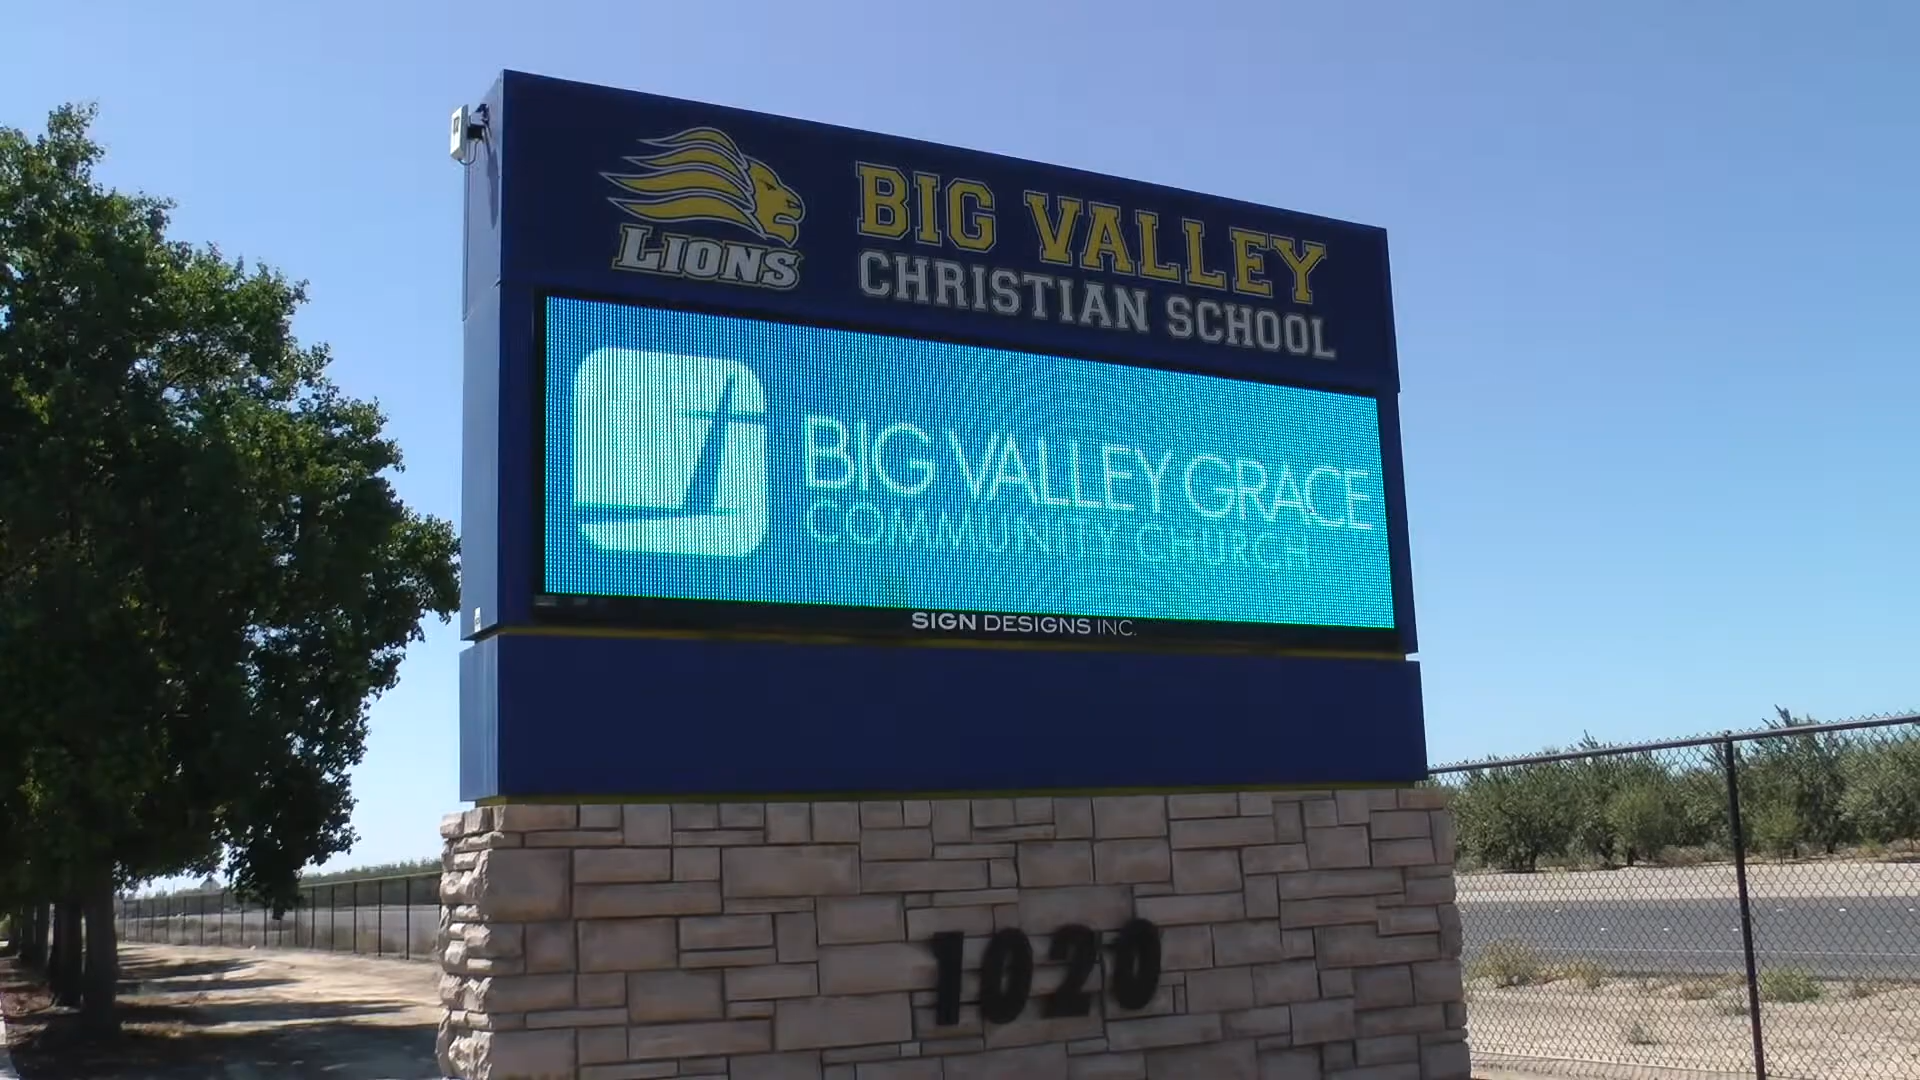 LIONS
BIG VALLEY
CHRISTIAN SCHOOL
BIG VALLEY GRACE
COMMUNITY CHURCH
SIGN DESIGNS INC.
1020